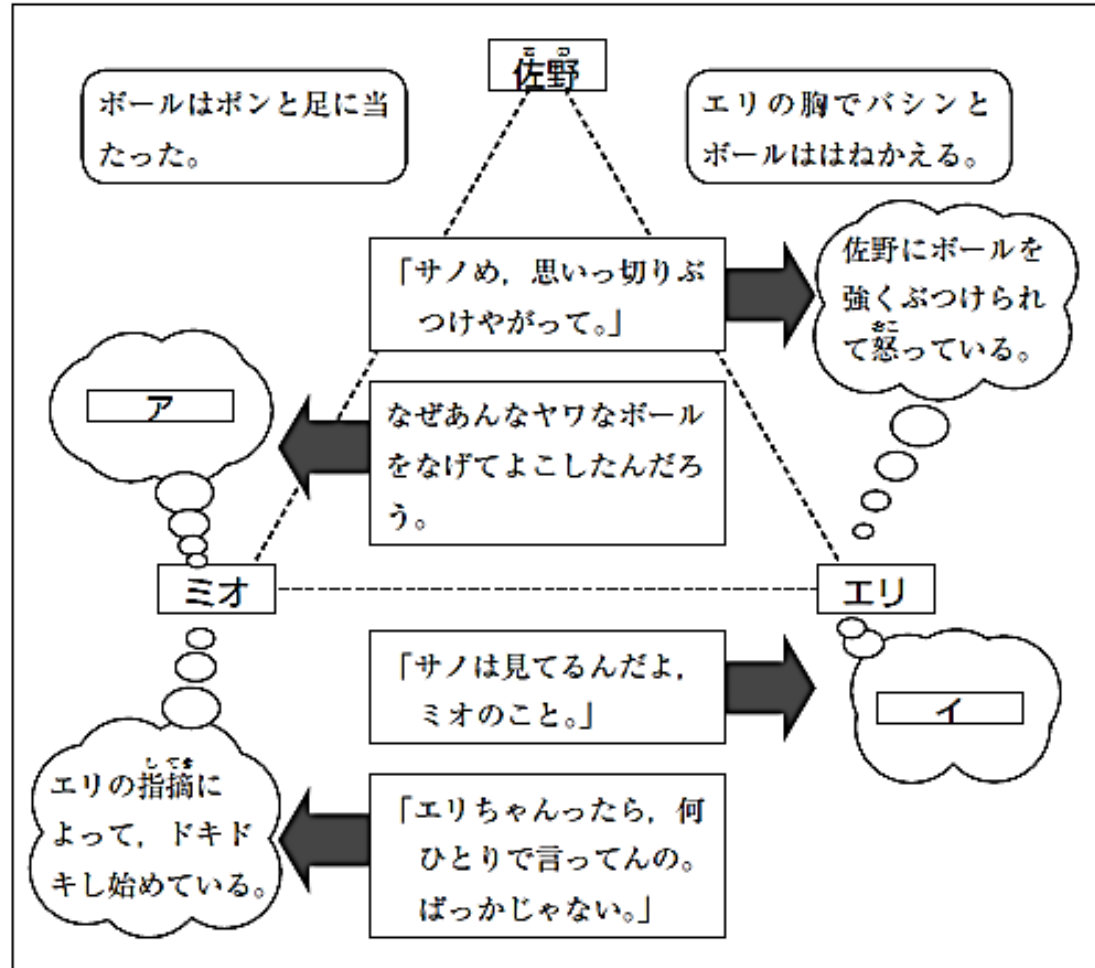 佐野
ボールはポンと足に当
たった。
エリの胸でバシンと
ボールははねかえる。
「サノめ，思いっ切りぶ
つけやがって。」
佐野にボールを
強くぶつけられ
て怒っている。
おこ
ア
なぜあんなヤワなボール
をなげてよこしたんだろ
う。
ミオ
エリ
「サノは見てるんだよ，
ミオのこと。」
イ
エリの指摘に
してき
よって，ドキド
キし始めている。
「エリちゃんったら，何
ひとりで言ってんの。
ばっかじゃない。」